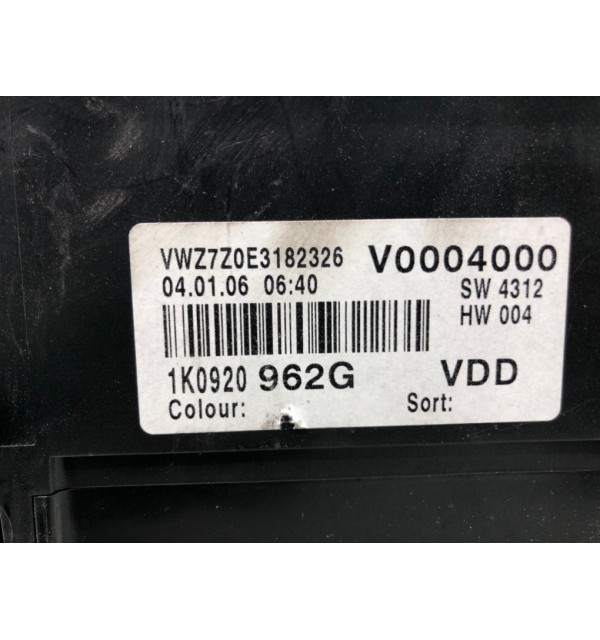 VWZ7Z0E3182326 V0004000
04.01.06 06:40 SW 4312
HW 004
1K0920 962G VDD
Colour: Sort: